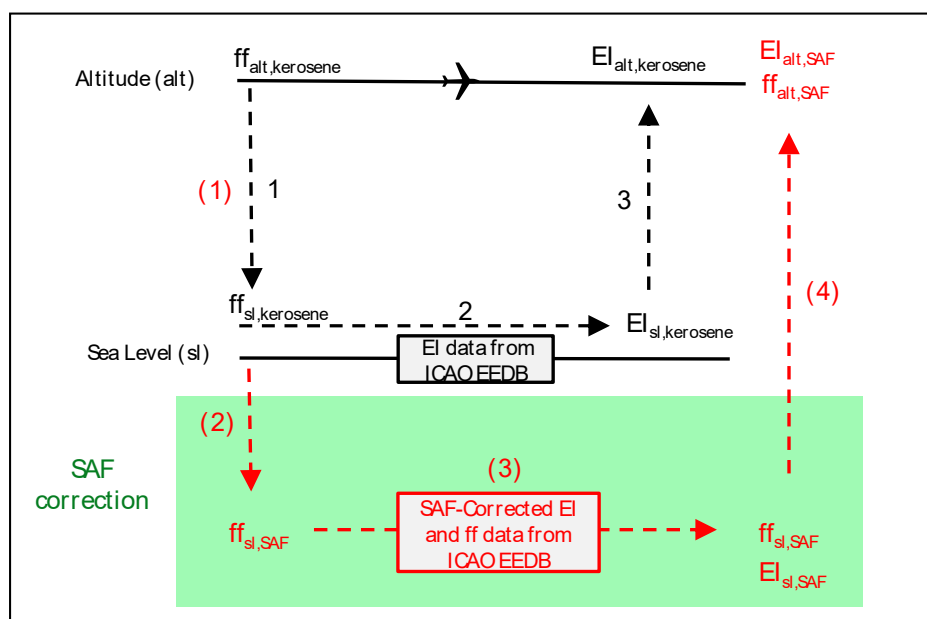 ff_alt,kerosene
EI_alt,kerosene
EI_alt,SAF
Altitude (alt)
ff_alt,SAF
(1)
1
3
(4)
ff_sl,kerosene
2
EI_sl,kerosene
Sea Level (sl)
EI data from
ICAO EEDB
(2)
SAF
correction
(3)
ff_sl,SAF
SAF-Corrected EI
and ff data from
ICAO EEDB
ff_sl,SAF
EI_sl,SAF